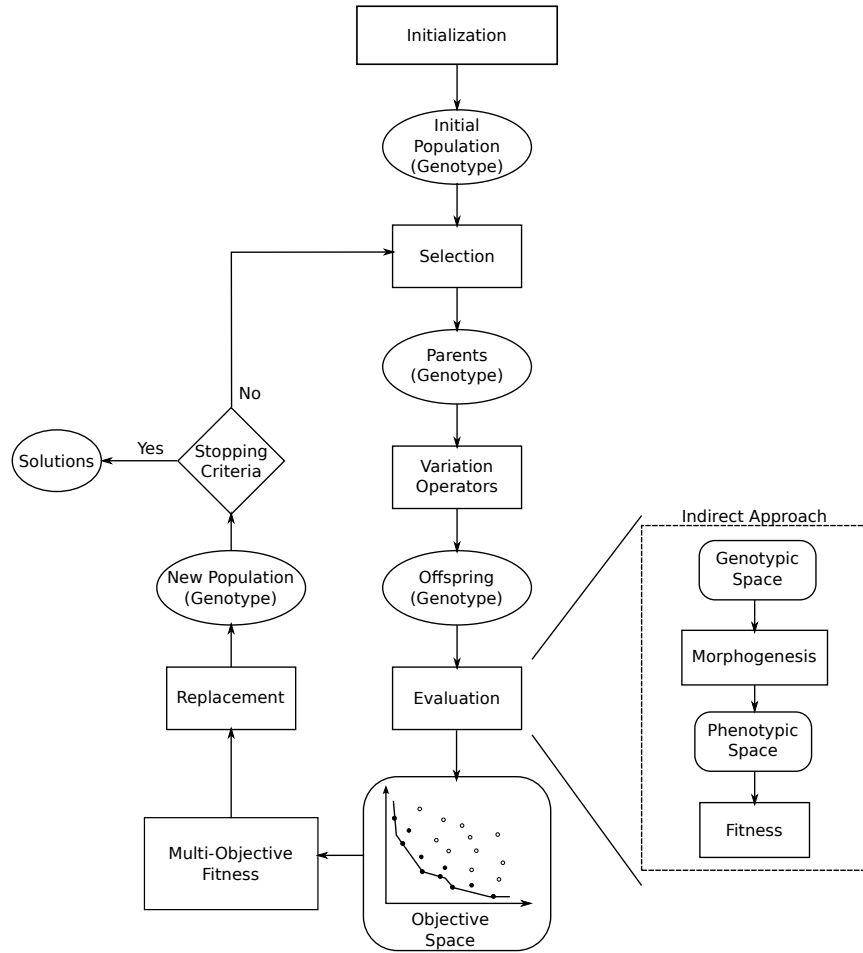 Initialization
Initial
Population
(Genotype)
Selection
Parents
(Genotype)
No
Yes
Solutions
Stopping
Criteria
Variation
Operators
New Population
(Genotype)
Offspring
(Genotype)
Replacement
Evaluation
Multi-Objective
Fitness
Objective
Space
Indirect Approach
Genotypic
Space
Morphogenesis
Phenotypic
Space
Fitness